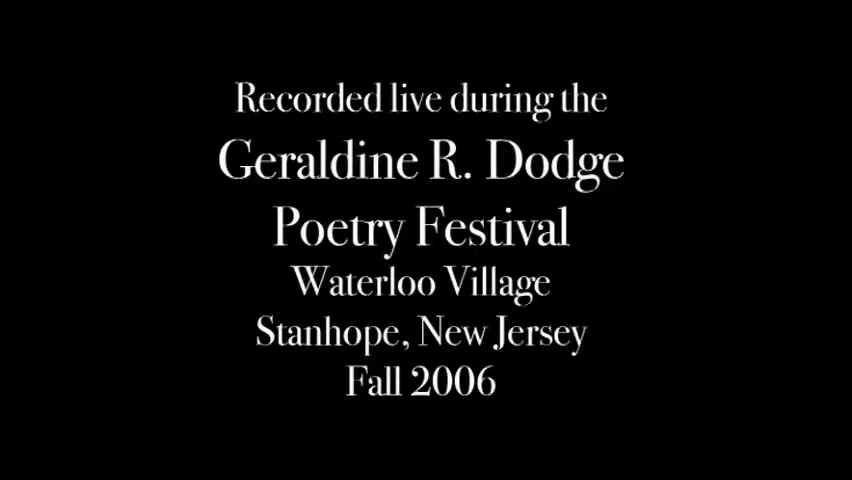 Recorded live during the
Geraldine R. Dodge
Poetry Festival
Waterloo Village
Stanhope, New Jersey
Fall 2006